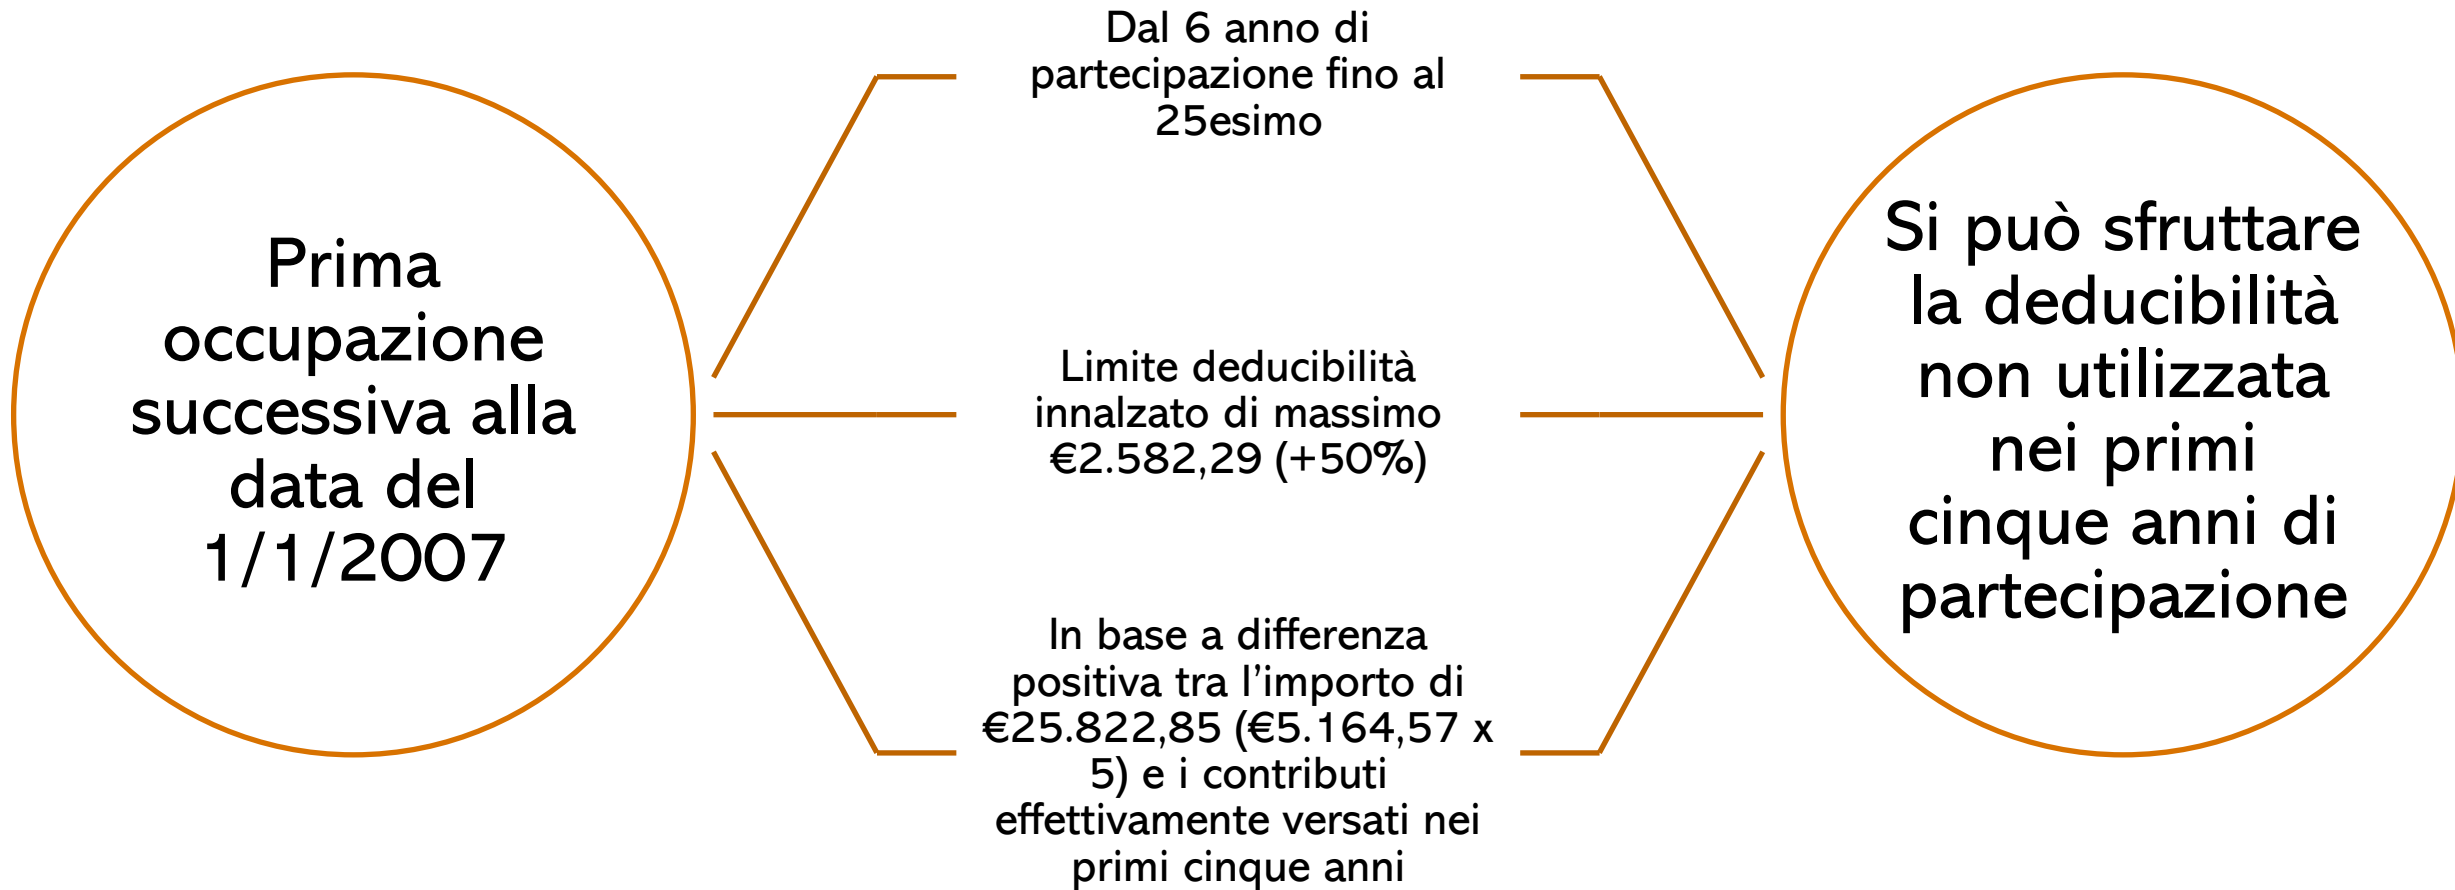 Prima
occupazione
successiva alla
data del
1/1/2007
Dal 6 anno di
partecipazione fino al
25esimo
Limite deducibilità
innalzato di massimo
€2.582,29 (+50%)
In base a differenza
positiva tra l’importo di
€25.822,85 (€5.164,57 x
5) e i contributi
effettivamente versati nei
primi cinque anni
Si può sfruttare
la deducibilità
non utilizzata
nei primi
cinque anni di
partecipazione